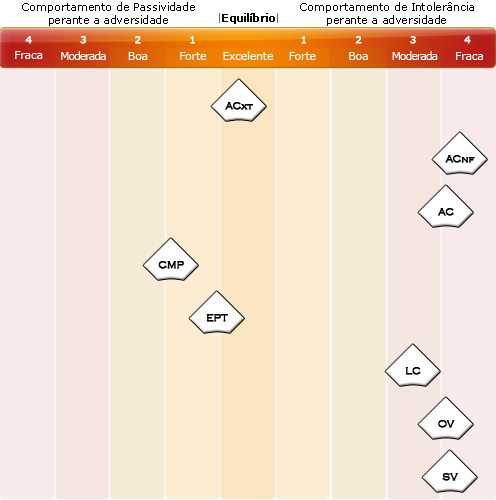 Comportamento de Passividade
perante a adversidade
|Equilíbrio|
Comportamento de Intolerância
perante a adversidade
4 3 2 1 1 2 3 4
Fraca Moderada Boa Forte Excelente Forte Boa Moderada Fraca
ACXT
ACNF
AC
CMP
EPT
LC
OV
SV